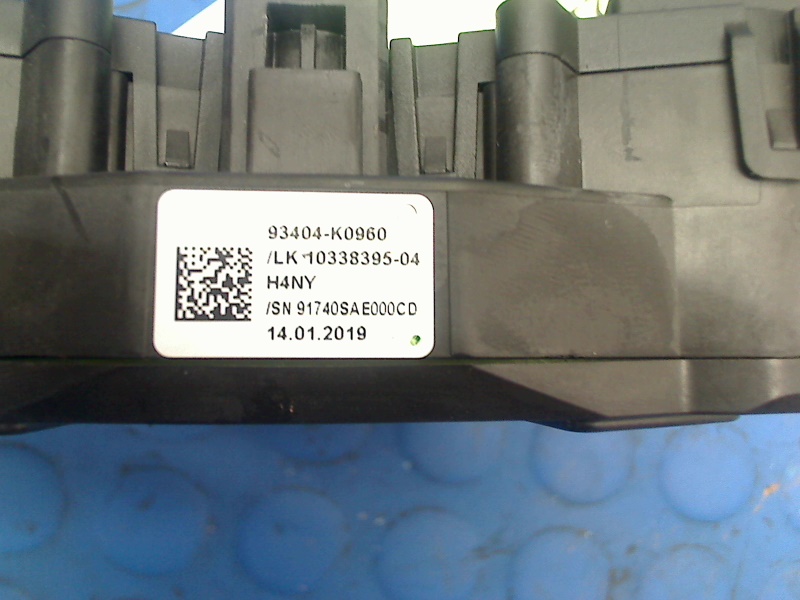 93404-K0960
/LK 10338395-04
H4NY
/SN 91740SAE000CD
14.01.2019